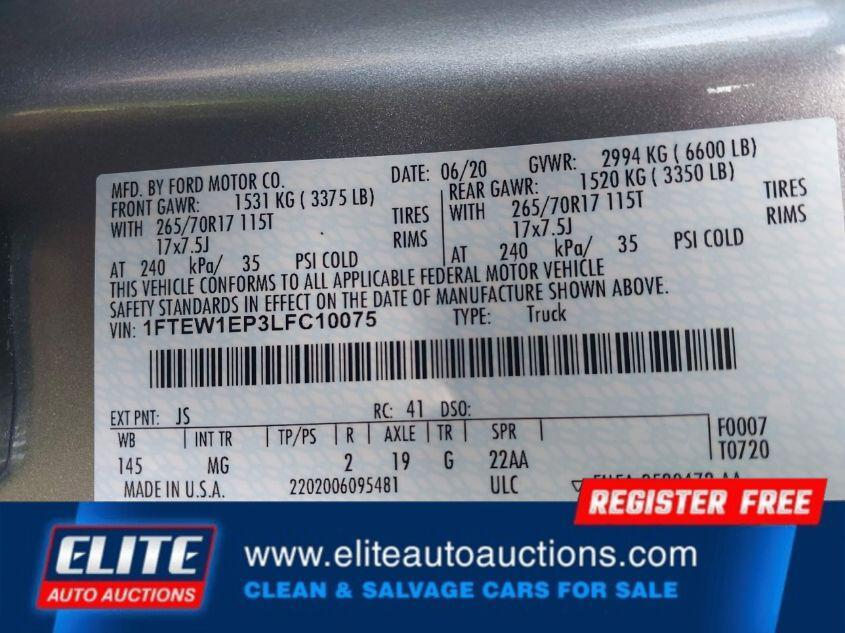 MFD. BY FORD MOTOR CO. DATE: 06/20 GVWR: 2994 KG ( 6600 LB)
FRONT GAWR: 1531 KG ( 3375 LB) REAR GAWR: 1520 KG ( 3350 LB)
WITH 265/70R17 115T TIRES WITH 265/70R17 115T TIRES
17x7.5J RIMS 17x7.5J RIMS
AT 240 kPa/ 35 PSI COLD AT 240 kPa/ 35 PSI COLD
THIS VEHICLE CONFORMS TO ALL APPLICABLE FEDERAL MOTOR VEHICLE
SAFETY STANDARDS IN EFFECT ON THE DATE OF MANUFACTURE SHOWN ABOVE.
VIN: 1FTEW1EP3LFC10075 TYPE: Truck
EXT PNT: JS RC: 41 DSO:
WB INT TR TP/PS R AXLE TR SPR F0007
145 MG 2 19 G 22AA T0720
MADE IN U.S.A. 2202006095481 ULC
REGISTER FREE
ELITE
AUTO AUCTIONS
www.eliteautoauctions.com
CLEAN & SALVAGE CARS FOR SALE